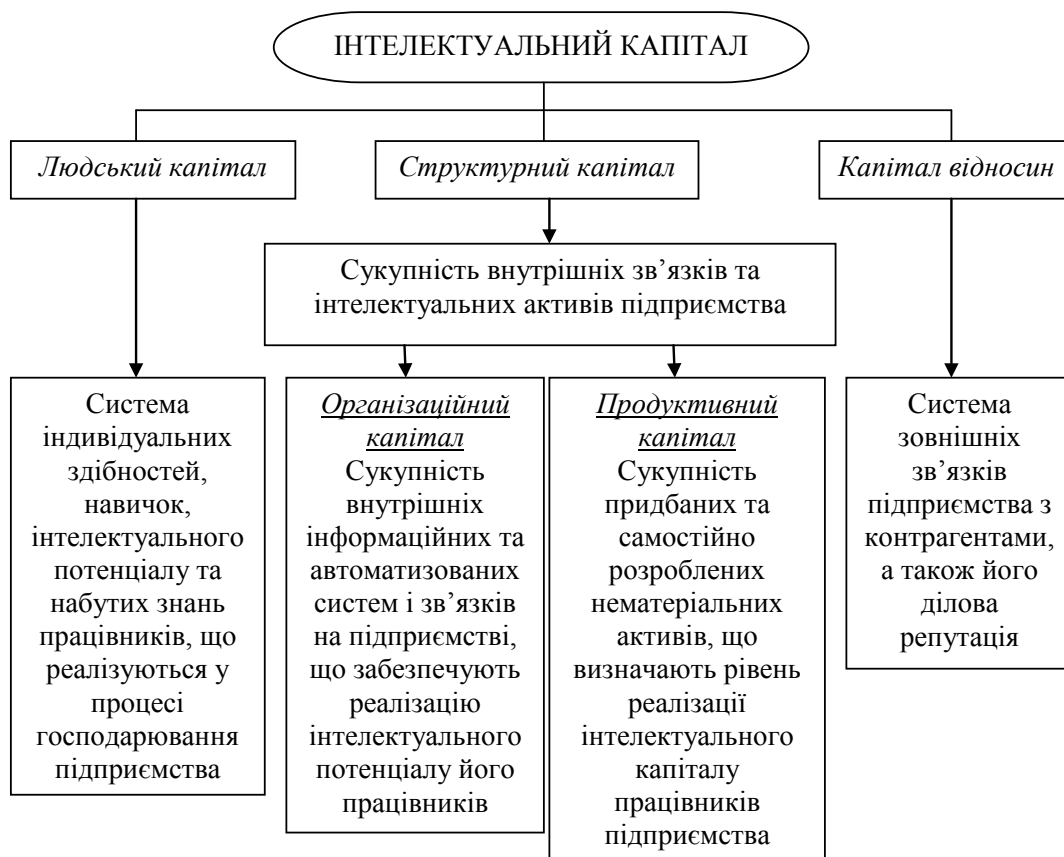 ІНТЕЛЕКТУАЛЬНИЙ КАПІТАЛ
Людський капітал
Структурний капітал
Капітал відносин
Сукупність внутрішніх зв’язків та
інтелектуальних активів підприємства
Система
індивідуальних
здібностей,
навичок,
інтелектуального
потенціалу та
набутих знань
працівників, що
реалізуються у
процесі
господарювання
підприємства
Організаційний
капітал
Сукупність
внутрішніх
інформаційних та
автоматизованих
систем і зв’язків
на підприємстві,
що забезпечують
реалізацію
інтелектуального
потенціалу його
працівників
Продуктивний
капітал
Сукупність
придбаних та
самостійно
розроблених
нематеріальних
активів, що
визначають рівень
реалізації
інтелектуального
капіталу
працівників
підприємства
Система
зовнішніх
зв’язків
підприємства з
контрагентами,
а також його
ділова
репутація